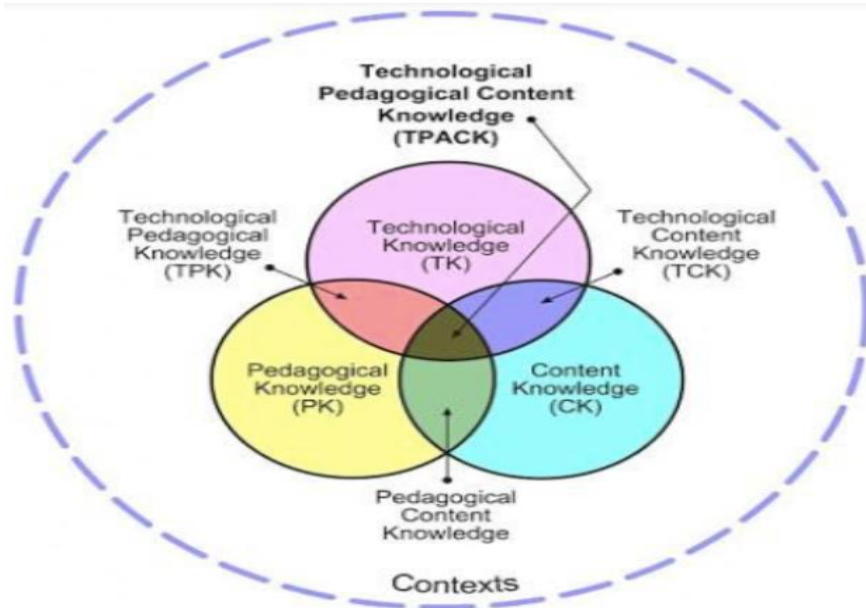 Technological
Pedagogical Content
Knowledge
(TPACK)
Technological
Pedagogical
Knowledge
(TPK)
Technological
Knowledge
(TK)
Technological
Content
Knowledge
(TCK)
Pedagogical
Knowledge
(PK)
Content
Knowledge
(CK)
Pedagogical
Content
Knowledge
Contexts